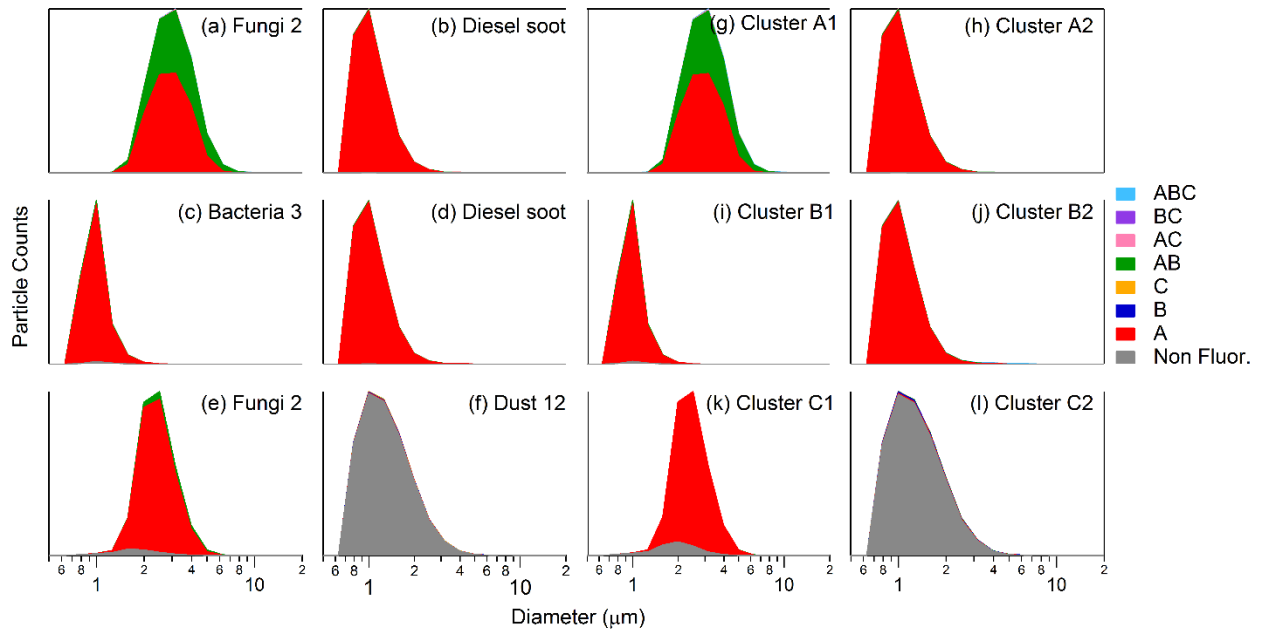 (a) Fungi 2
(b) Diesel soot
(g) Cluster A1
(h) Cluster A2
(c) Bacteria 3
(d) Diesel soot
(i) Cluster B1
(j) Cluster B2
(e) Fungi 2
(f) Dust 12
(k) Cluster C1
(l) Cluster C2
Particle Counts
ABC
BC
AC
AB
C
B
A
Non Fluor.
6 8 1 2 4 6 8 10 2
6 8 1 2 4 6 8 10 2
6 8 1 2 4 6 8 10 2
6 8 1 2 4 6 8 10 2
Diameter (μm)